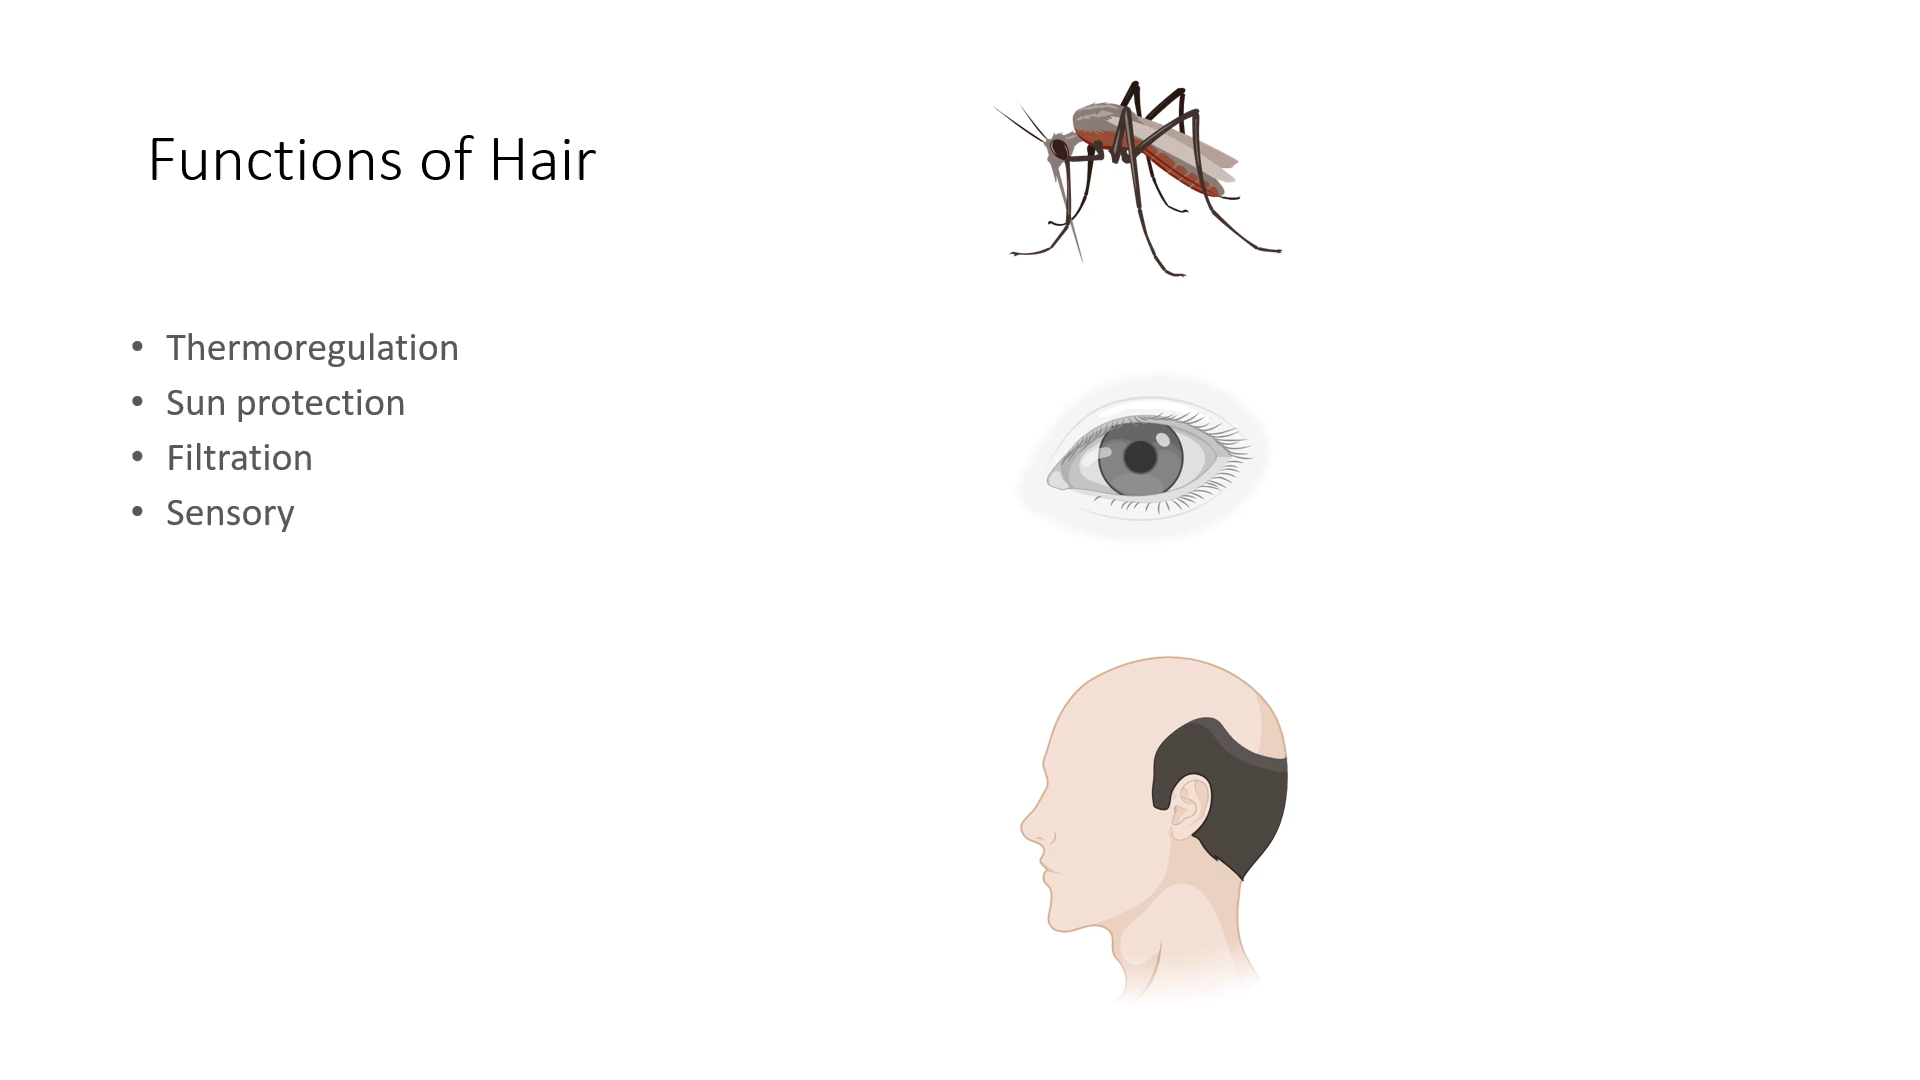 Functions of Hair
• Thermoregulation
• Sun protection
• Filtration
• Sensory